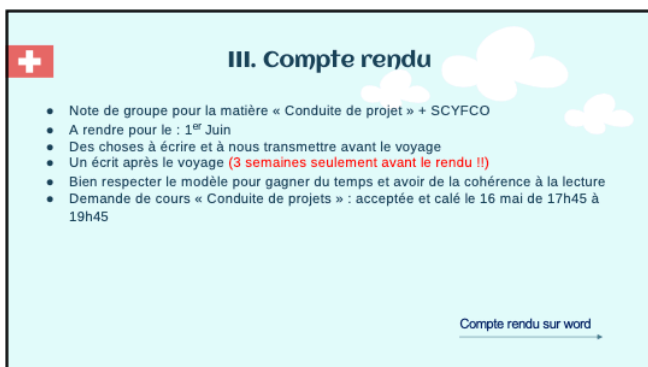 III. Compte rendu
● Note de groupe pour la matière « Conduite de projet » + SCYFCO
● A rendre pour le : 1er Juin
● Des choses à écrire et à nous transmettre avant le voyage
● Un écrit après le voyage (3 semaines seulement avant le rendu !!)
● Bien respecter le modèle pour gagner du temps et avoir de la cohérence à la lecture
● Demande de cours « Conduite de projets » : acceptée et calé le 16 mai de 17h45 à
19h45
Compte rendu sur word